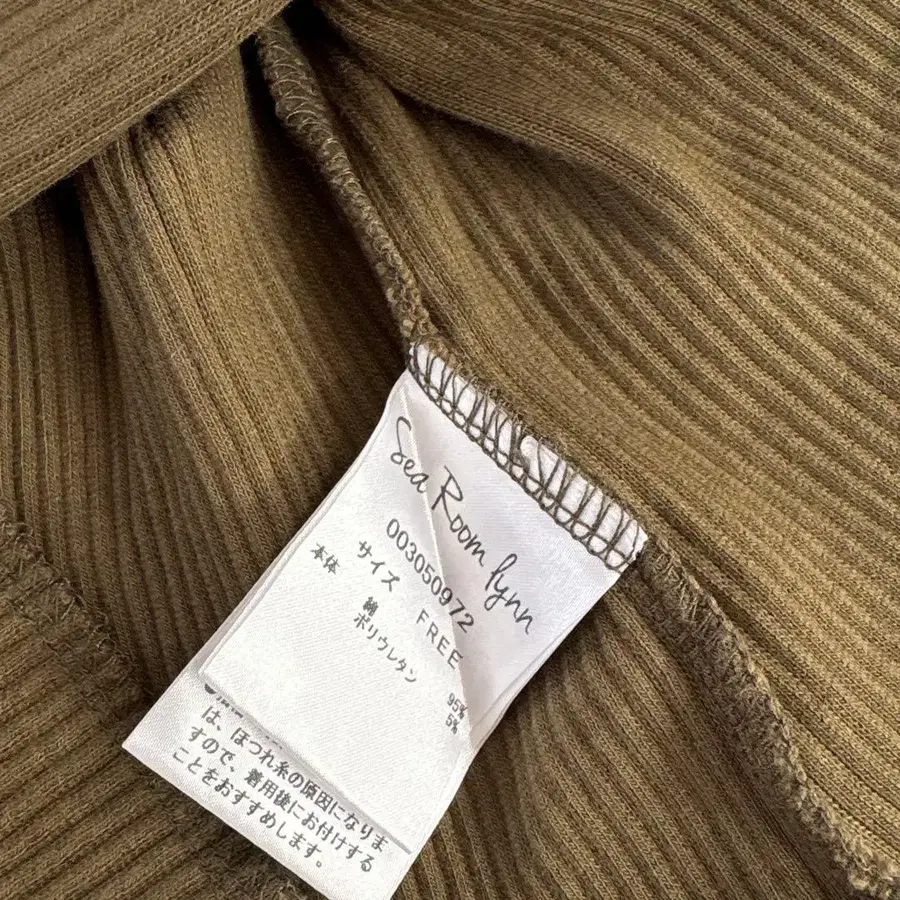 Sea Room lynn
003050972
サイズ FREE
本体
綿 95%
ポリウレタン 5%
は、ほつれ糸の原因になりま
すので、着用後にお付けする
ことをおすすめします。